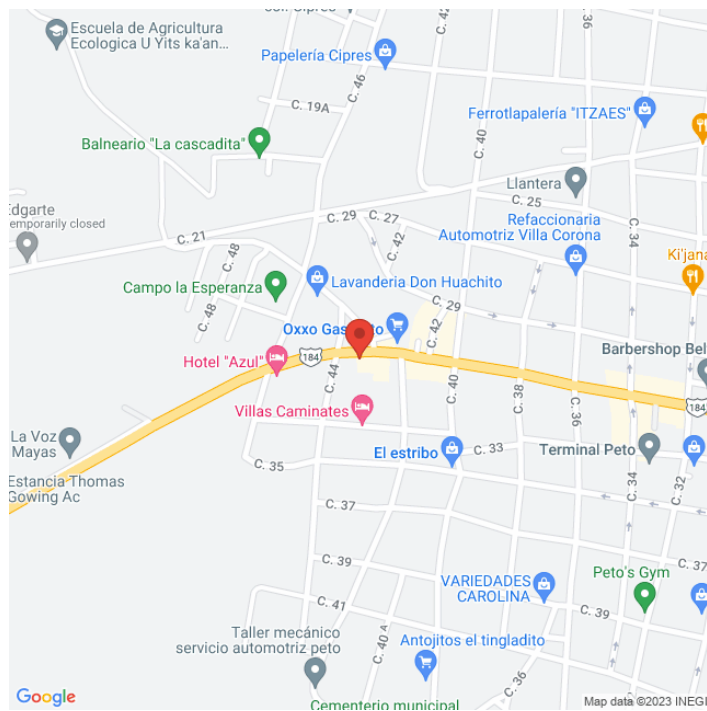 Escuela de Agricultura
Ecologica U Yits ka'an...
C. 42
C. 36
Papelería Cipres
C. 46
C. 19A
C. 40
Ferrotlapalería "ITZAES"
Balneario "La cascadita"
Llantera
C. 25
Edgarte
temporarily closed
C. 29
C. 27
C. 21
C. 48
C. 42
C. 34
Refaccionaria
Automotriz Villa Corona
Ki'jana
Campo la Esperanza
Lavanderia Don Huachito
C. 48
C. 29
Oxxo Gas
C. 42
Hotel "Azul"
184
C. 44
Barbershop Bel
C. 40
C. 38
C. 36
184
Villas Caminates
La Voz
Mayas
El estribo
C. 33
Terminal Peto
C. 35
Estancia Thomas
Gowing Ac
C. 34
C. 32
C. 37
C. 39
C. 37
Peto's Gym
VARIEDADES
CAROLINA
C. 41
C. 39
Taller mecánico
servicio automotriz peto
C. 40 A
Antojitos el tingladito
C. 36
Cementerio municipal
Google
Map data ©2023 INEGI